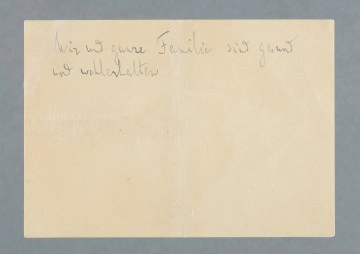 Wir und ganze Familie sind gesund
und wohlerhalten